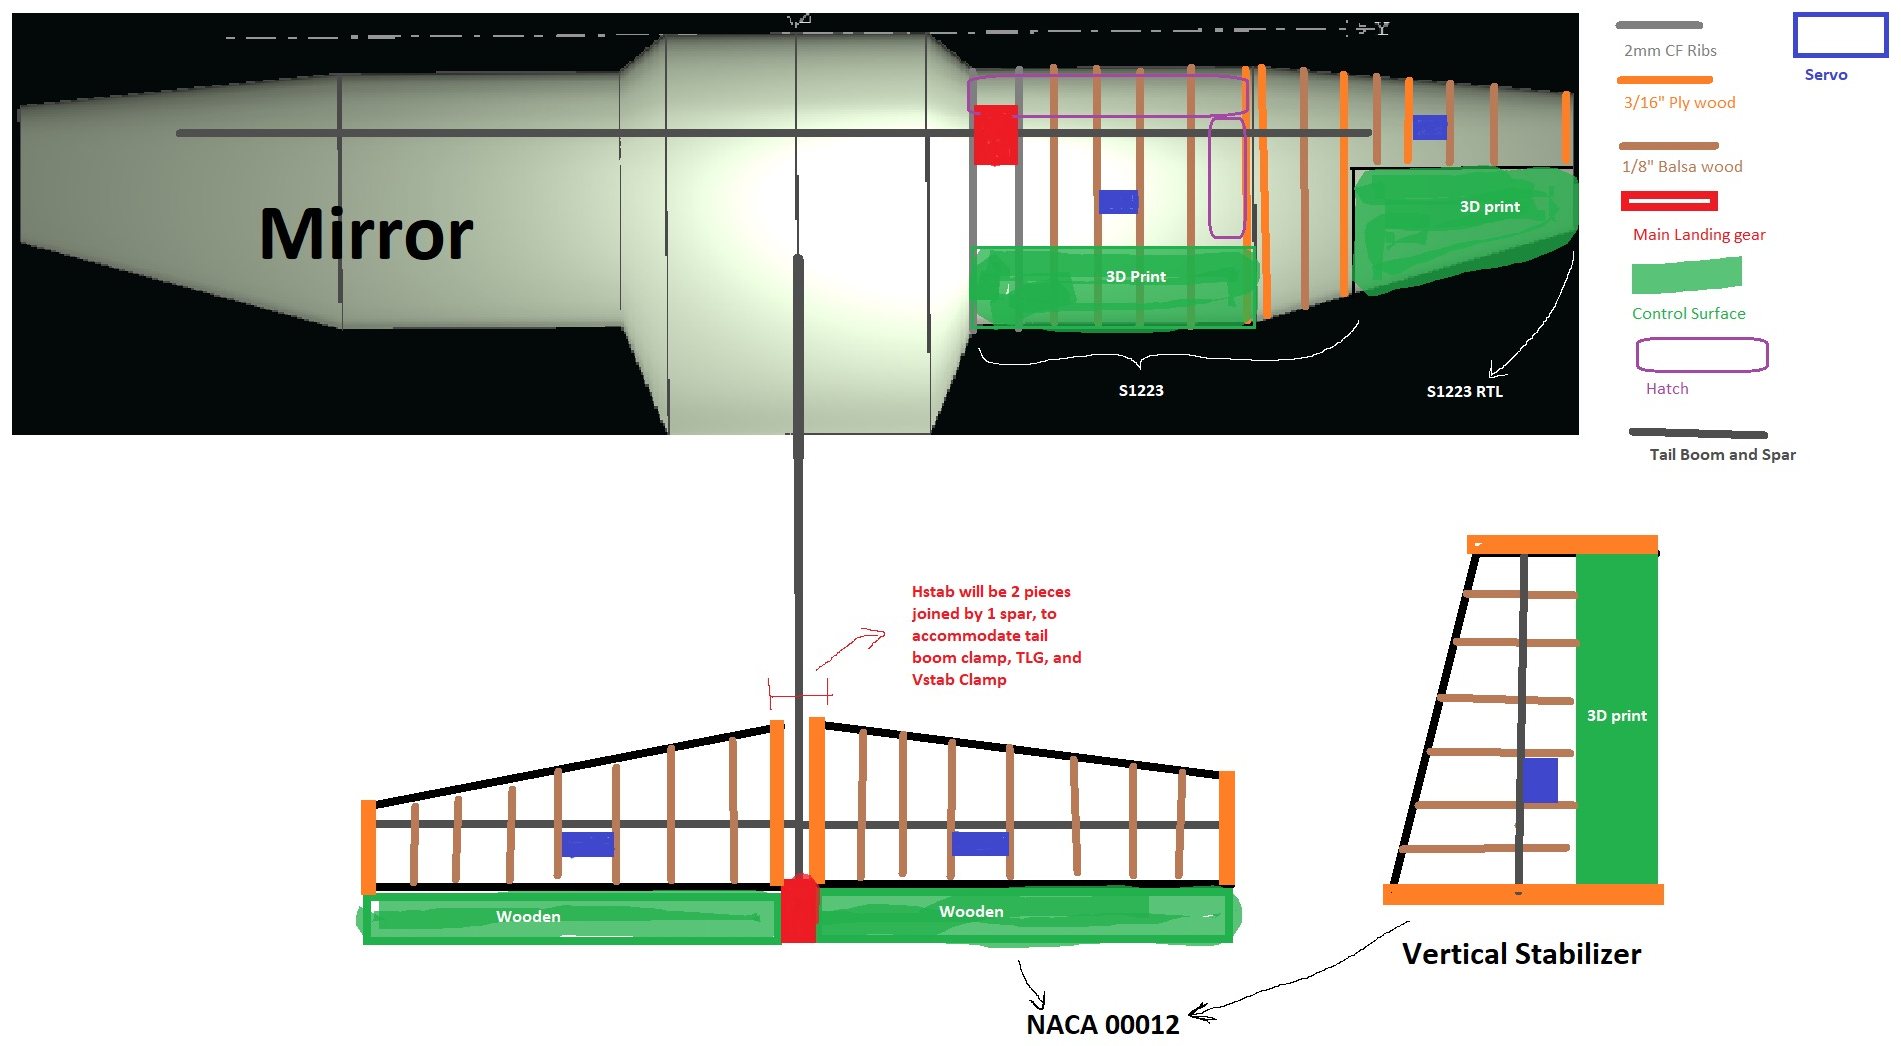 Y
2mm CF Ribs
Servo
3/16" Ply wood
1/8" Balsa wood
Mirror
3D print
Main Landing gear
3D Print
Control Surface
S1223
S1223 RTL
Hatch
Tail Boom and Spar
Hstab will be 2 pieces
joined by 1 spar, to
accommodate tail
boom clamp, TLG, and
Vstab Clamp
3D print
Wooden
Wooden
Vertical Stabilizer
NACA 00012